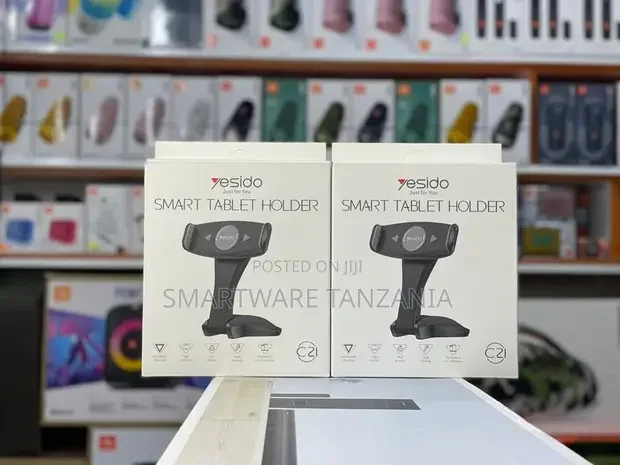 Yesido
Just for You
SMART TABLET HOLDER
C21
Yesido
Just for You
SMART TABLET HOLDER
C21
POSTED ON JIJI
SMARTWARE TANZANIA
JBL